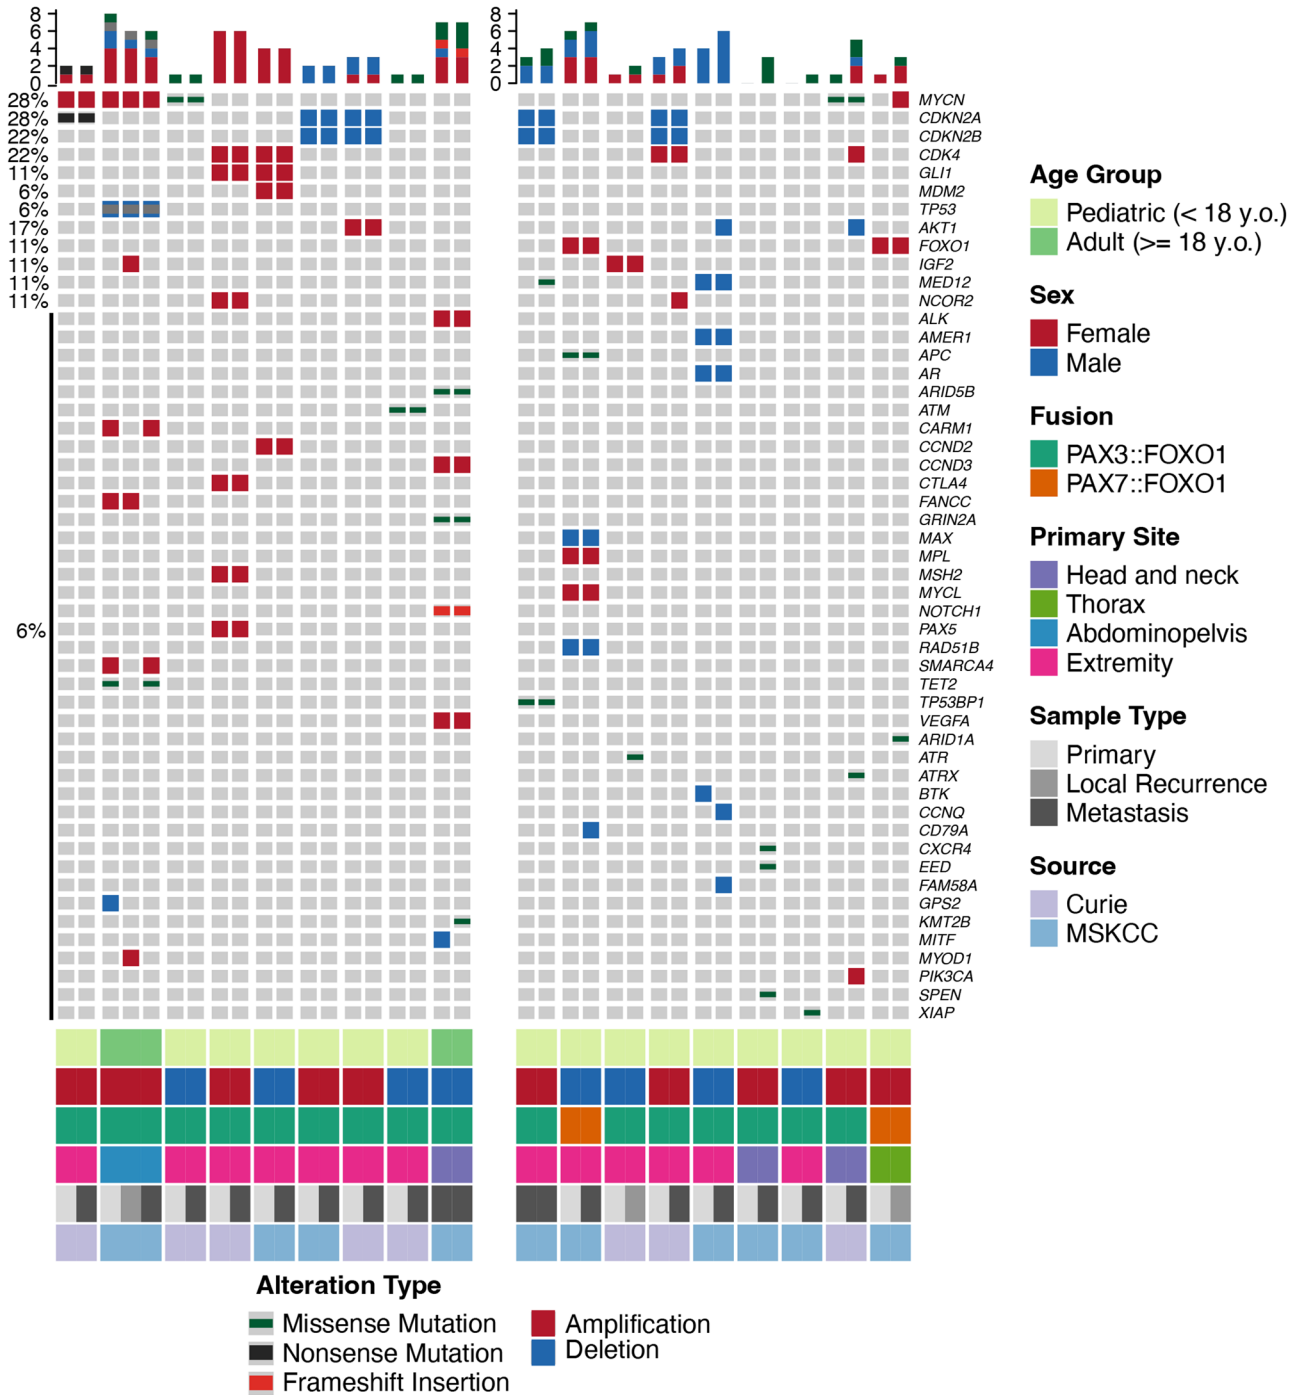 8
6
4
2
0
8
6
4
2
0
28% MYCN
28% CDKN2A
22% CDKN2B
22% CDK4
11% GLI1
6% MDM2
6% TP53
17% AKT1
11% FOXO1
11% IGF2
11% MED12
11% NCOR2
ALK
AMER1
APC
AR
ARID5B
ATM
CARM1
CCND2
CCND3
CTLA4
FANCC
GRIN2A
MAX
MPL
MSH2
MYCL
NOTCH1
6% PAX5
RAD51B
SMARCA4
TET2
TP53BP1
VEGFA
ARID1A
ATR
ATRX
BTK
CCNQ
CD79A
CXCR4
EED
FAM58A
GPS2
KMT2B
MITF
MYOD1
PIK3CA
SPEN
XIAP
Age Group
Pediatric (< 18 y.o.)
Adult (>= 18 y.o.)
Sex
Female
Male
Fusion
PAX3::FOXO1
PAX7::FOXO1
Primary Site
Head and neck
Thorax
Abdominopelvis
Extremity
Sample Type
Primary
Local Recurrence
Metastasis
Source
Curie
MSKCC
Alteration Type
Missense Mutation
Nonsense Mutation
Frameshift Insertion
Amplification
Deletion